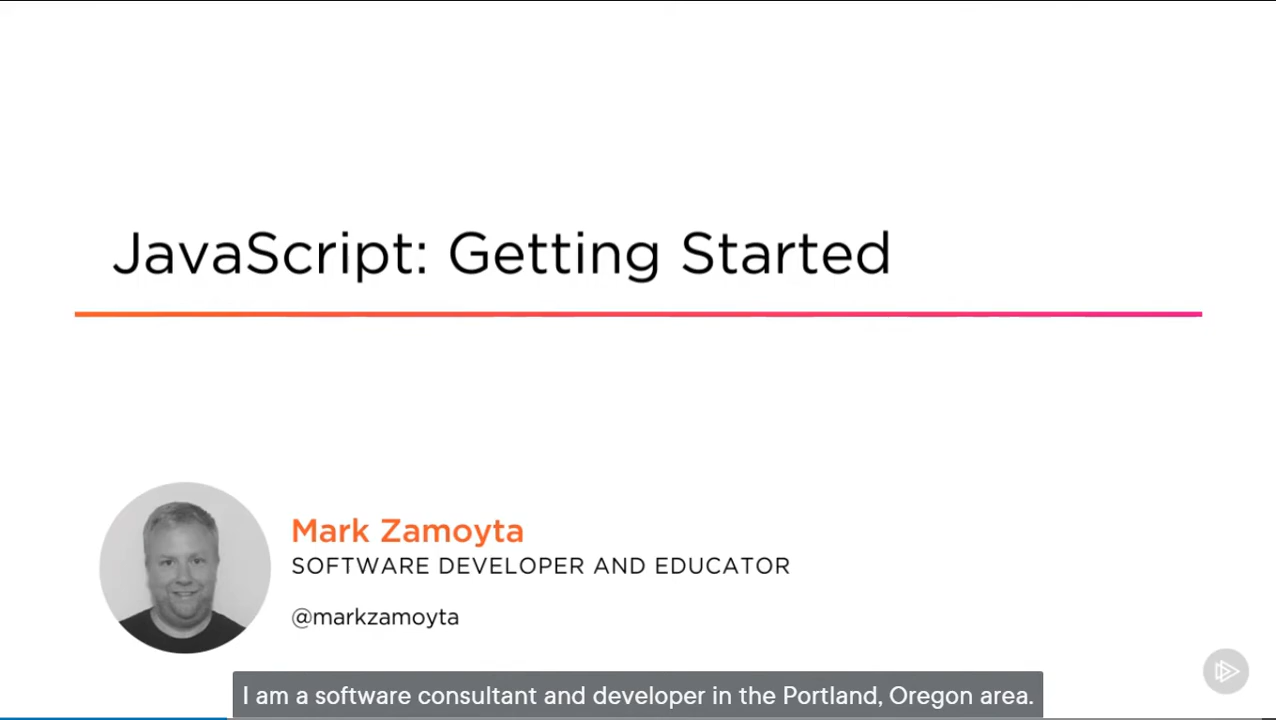 JavaScript: Getting Started
Mark Zamoyta
SOFTWARE DEVELOPER AND EDUCATOR
@markzamoyta
I am a software consultant and developer in the Portland, Oregon area.